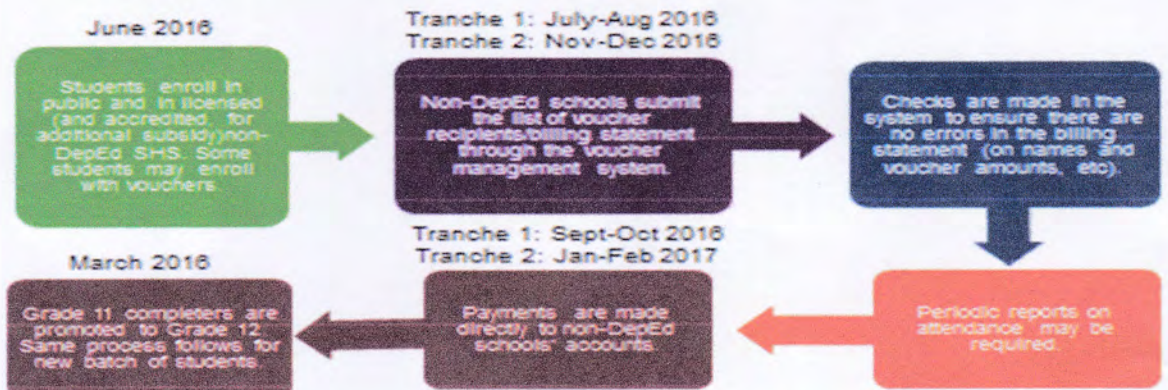 June 2016
Students enroll in
public and in licensed
(and accredited, for
additional subsidy)non-
DepEd SHS. Some
students may enroll
with vouchers.
Tranche 1: July-Aug 2016
Tranche 2: Nov-Dec 2016
Non-DepEd schools submit
the list of voucher
recipients/billing statement
through the voucher
management system.
Checks are made in the
system to ensure there are
no errors in the billing
statement (on names and
voucher amounts, etc).
Periodic reports on
attendance may be
required.
Tranche 1: Sept-Oct 2016
Tranche 2: Jan-Feb 2017
Payments are made
directly to non-DepEd
schools' accounts
March 2016
Grade 11 completers are
promoted to Grade 12.
Same process follows for
new batch of students.